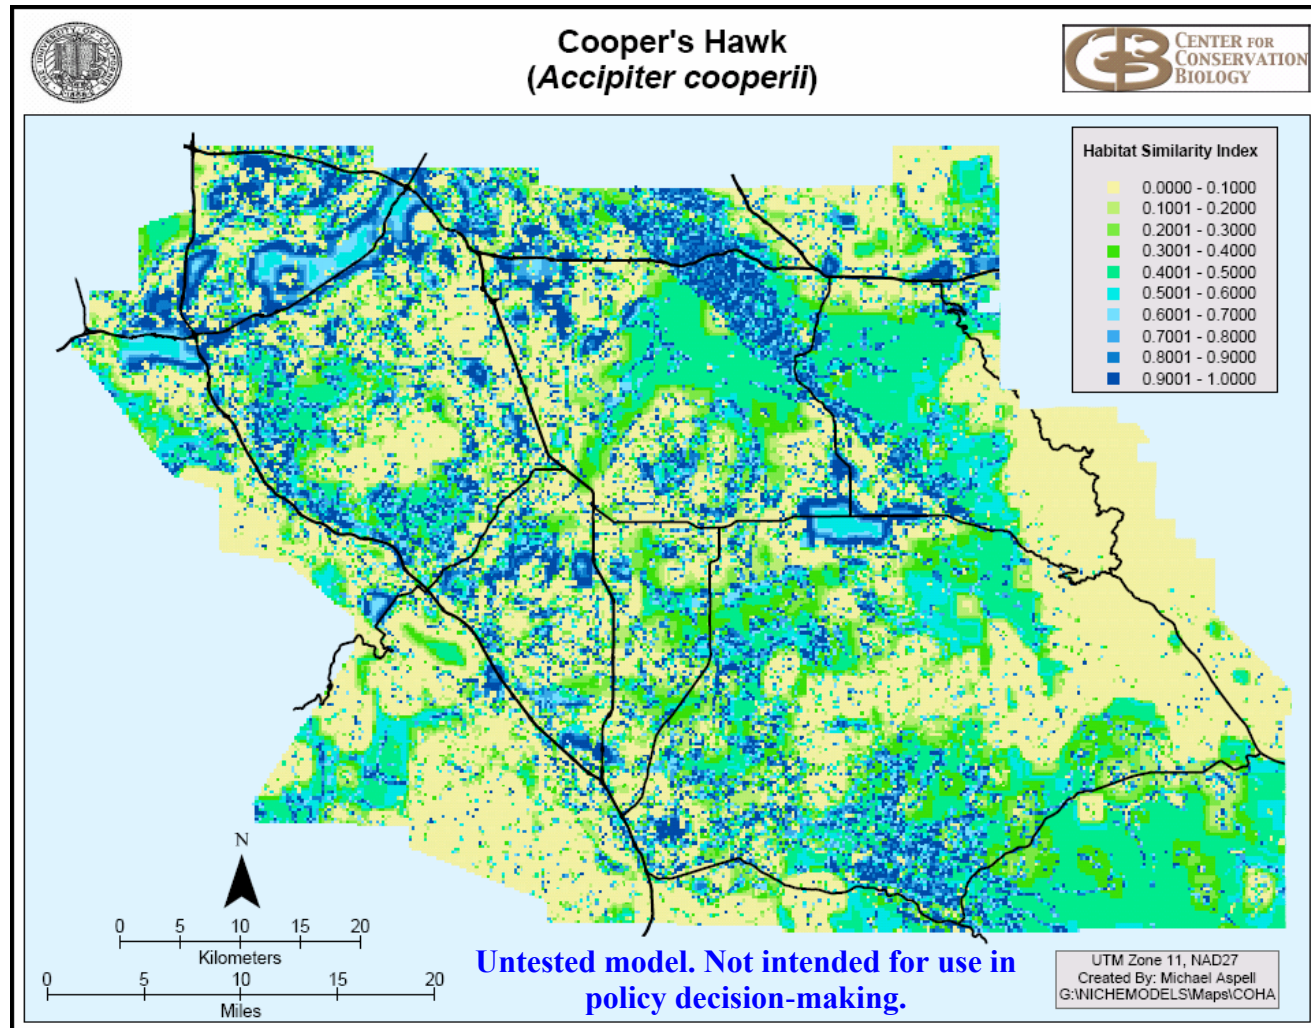 Cooper's Hawk
(Accipiter cooperii)
CENTER FOR
CONSERVATION
BIOLOGY
Habitat Similarity Index
0.0000 - 0.1000
0.1001 - 0.2000
0.2001 - 0.3000
0.3001 - 0.4000
0.4001 - 0.5000
0.5001 - 0.6000
0.6001 - 0.7000
0.7001 - 0.8000
0.8001 - 0.9000
0.9001 - 1.0000
N
0 5 10 15 20
Kilometers
0 5 10 15 20
Miles
Untested model. Not intended for use in
policy decision-making.
UTM Zone 11, NAD27
Created By: Michael Aspell
G:\NICHEMODELS\Maps\COHA